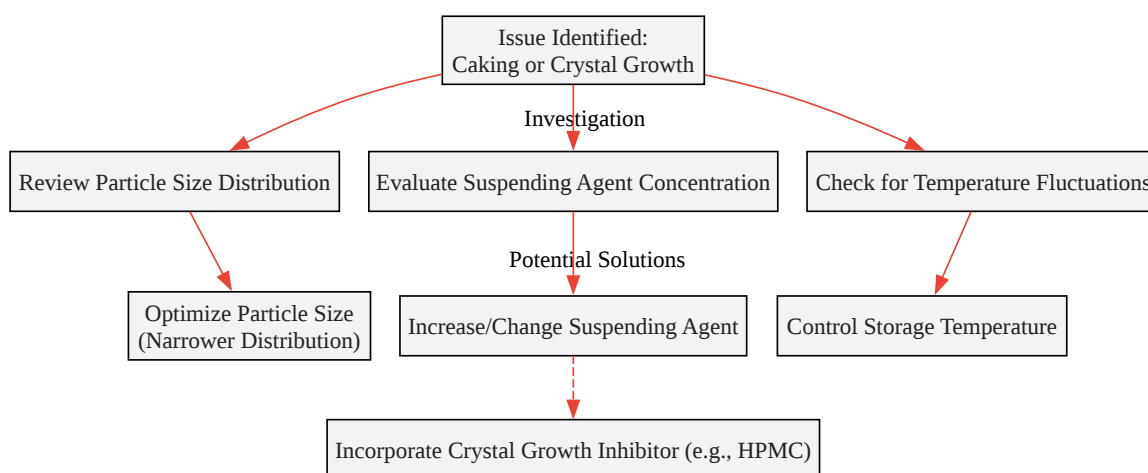 Issue Identified:
Caking or Crystal Growth
Investigation
Review Particle Size Distribution
Evaluate Suspending Agent Concentration
Check for Temperature Fluctuations
Potential Solutions
Optimize Particle Size
(Narrower Distribution)
Increase/Change Suspending Agent
Control Storage Temperature
Incorporate Crystal Growth Inhibitor (e.g., HPMC)